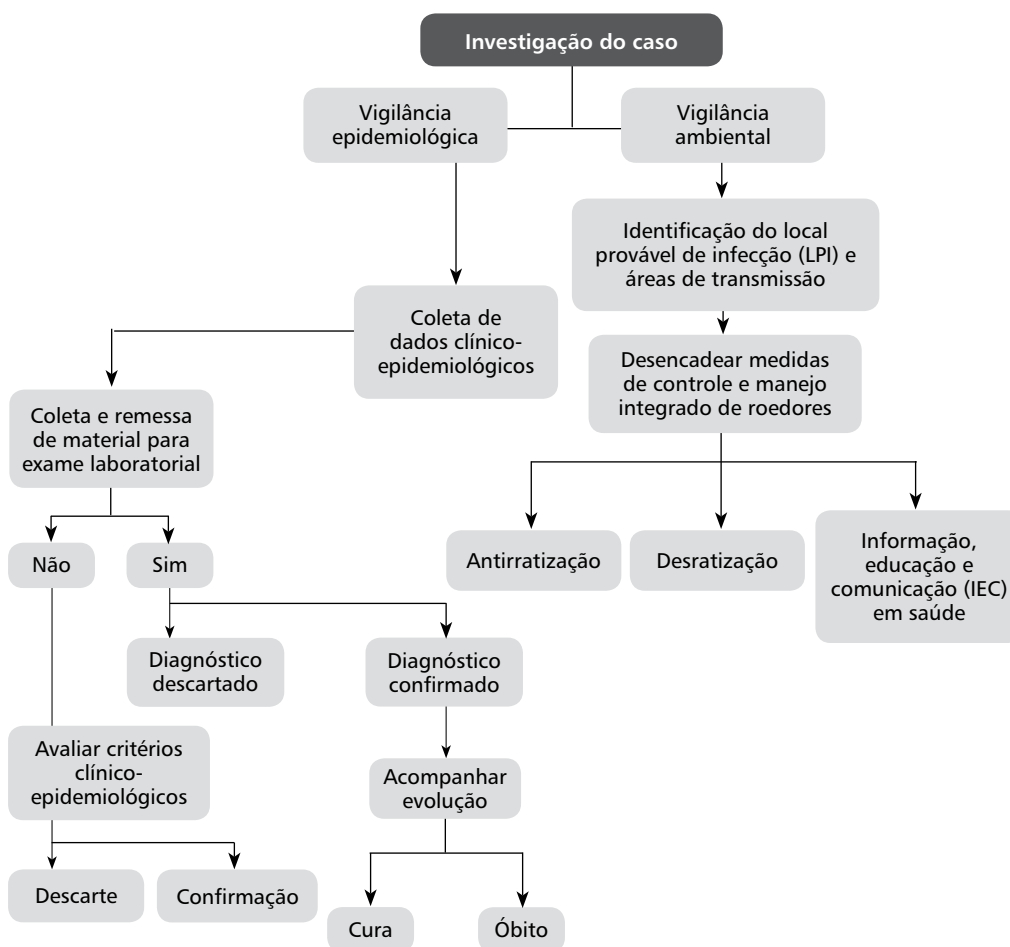 Investigação do caso
Vigilância
epidemiológica
Vigilância
ambiental
Identificação do local
provável de infecção (LPI) e
áreas de transmissão
Coleta de
dados clínico-
epidemiológicos
Desencadear medidas
de controle e manejo
integrado de roedores
Coleta e remessa
de material para
exame laboratorial
Antirratização
Desratização
Informação,
educação e
comunicação (IEC)
em saúde
Não
Sim
Diagnóstico
descartado
Diagnóstico
confirmado
Avaliar critérios
clínico-
epidemiológicos
Acompanhar
evolução
Descarte
Confirmação
Cura
Óbito